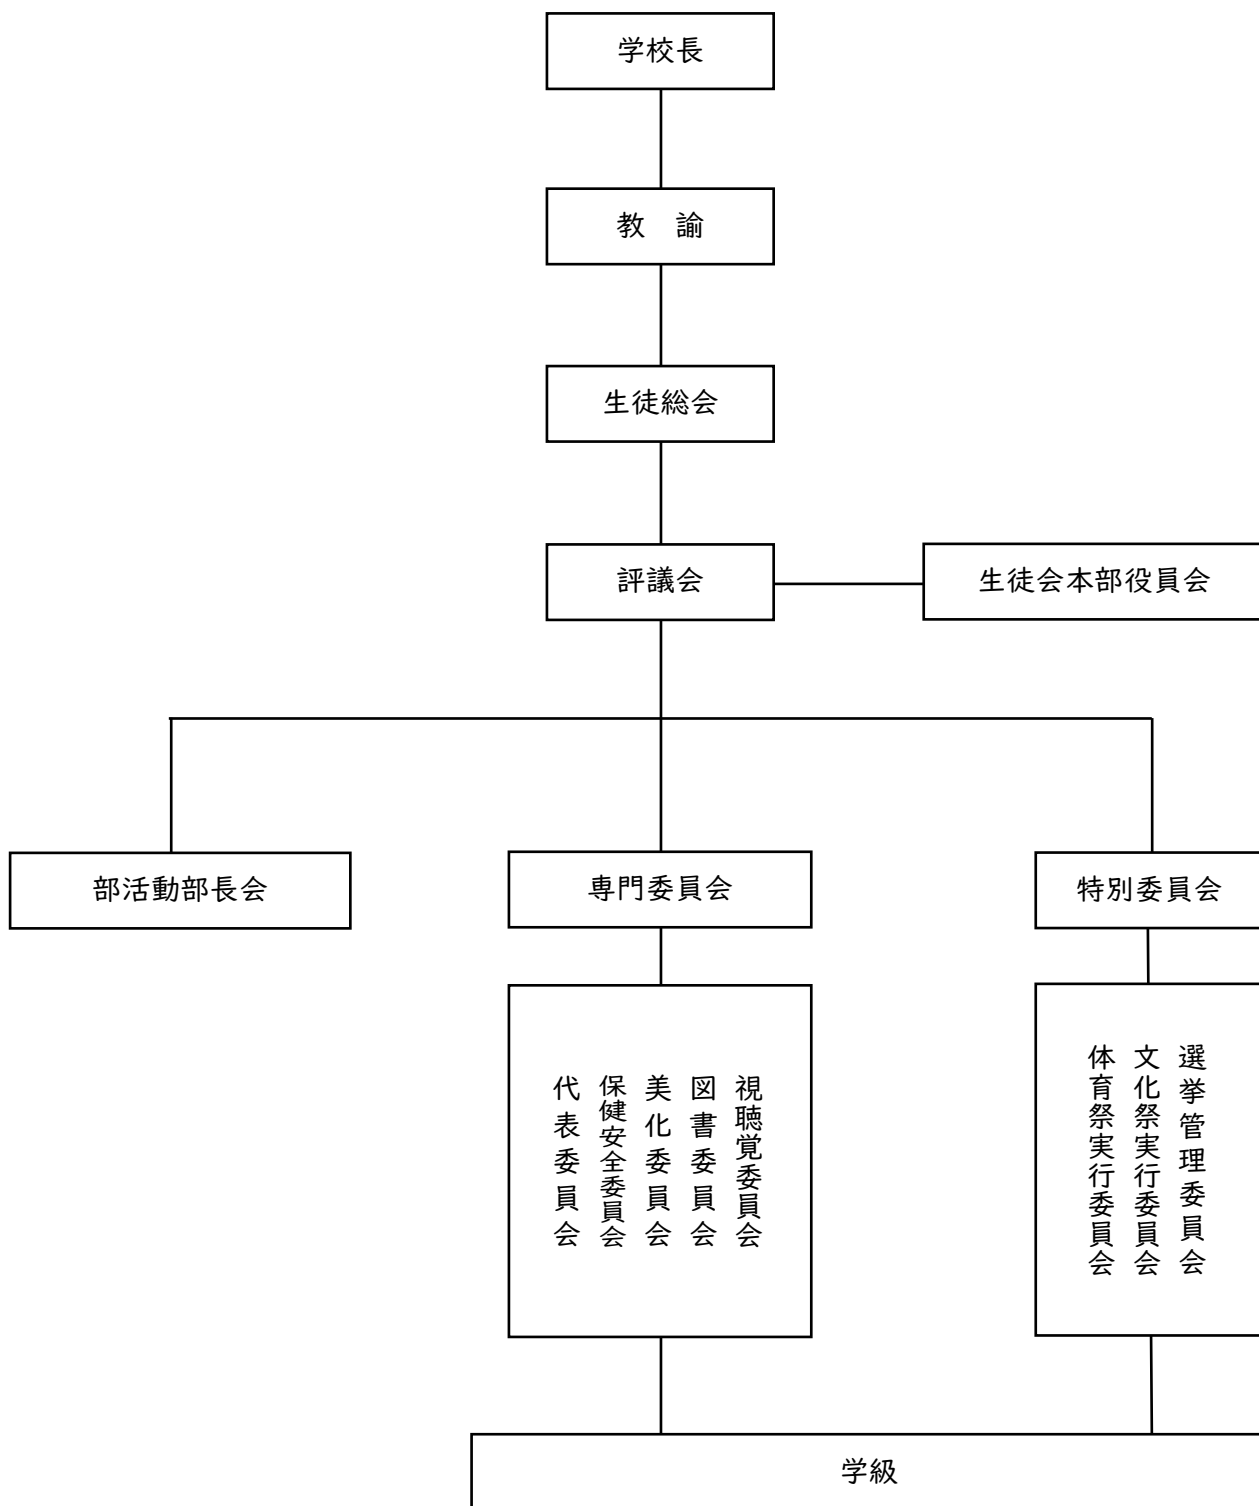 学校長
教　諭
生徒総会
評議会
生徒会本部役員会
部活動部長会
専門委員会
特別委員会
視聴覚委員会
図書委員会
美化委員会
保健安全委員会
代表委員会
選挙管理委員会
文化祭実行委員会
体育祭実行委員会
学級